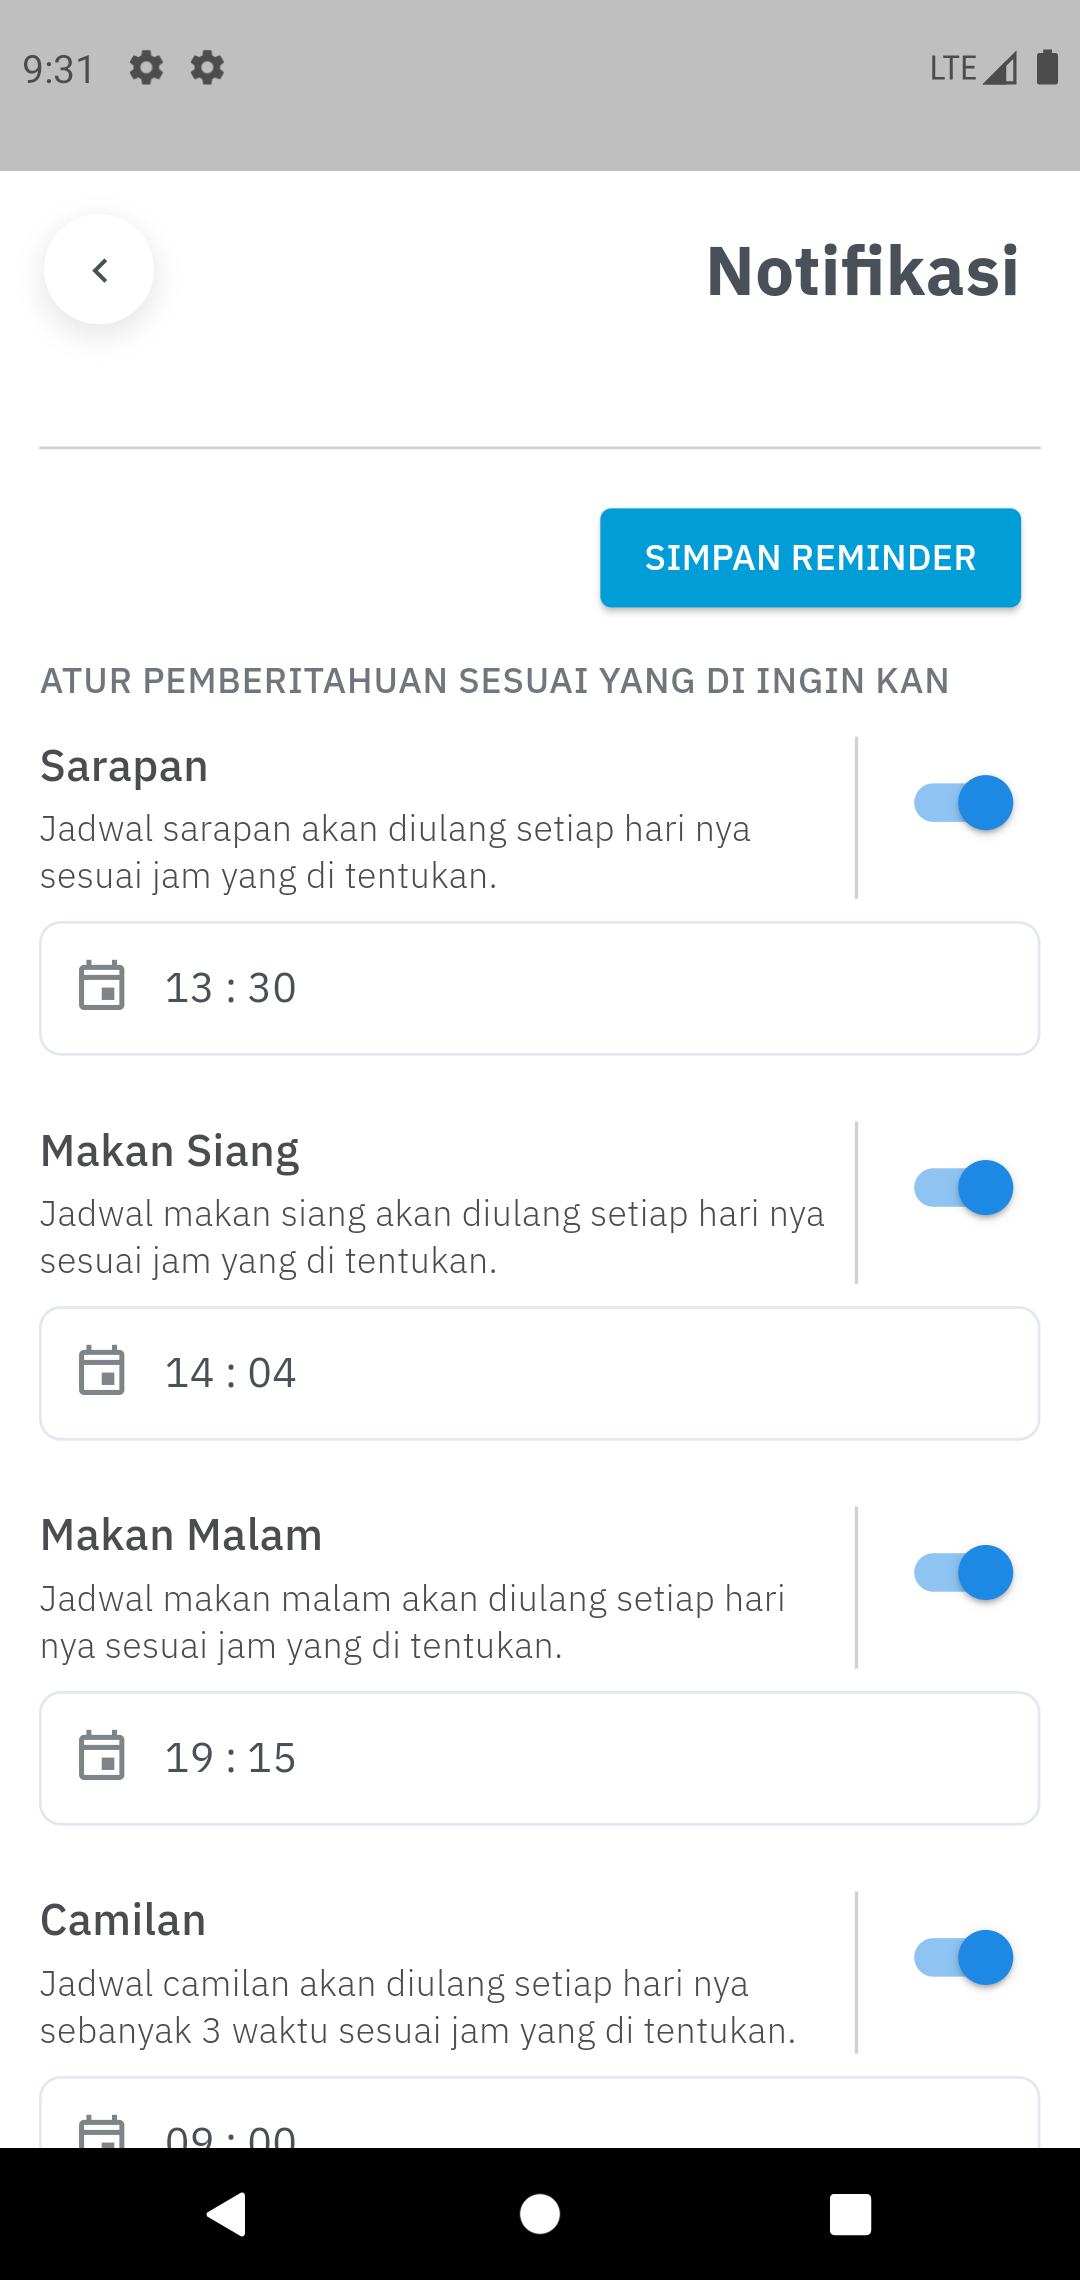 9:31
LTE
Notifikasi
SIMPAN REMINDER
ATUR PEMBERITAHUAN SESUAI YANG DI INGIN KAN
Sarapan
Jadwal sarapan akan diulang setiap hari nya
sesuai jam yang di tentukan.
13 : 30
Makan Siang
Jadwal makan siang akan diulang setiap hari nya
sesuai jam yang di tentukan.
14 : 04
Makan Malam
Jadwal makan malam akan diulang setiap hari
nya sesuai jam yang di tentukan.
19 : 15
Camilan
Jadwal camilan akan diulang setiap hari nya
sebanyak 3 waktu sesuai jam yang di tentukan.
09 : 00